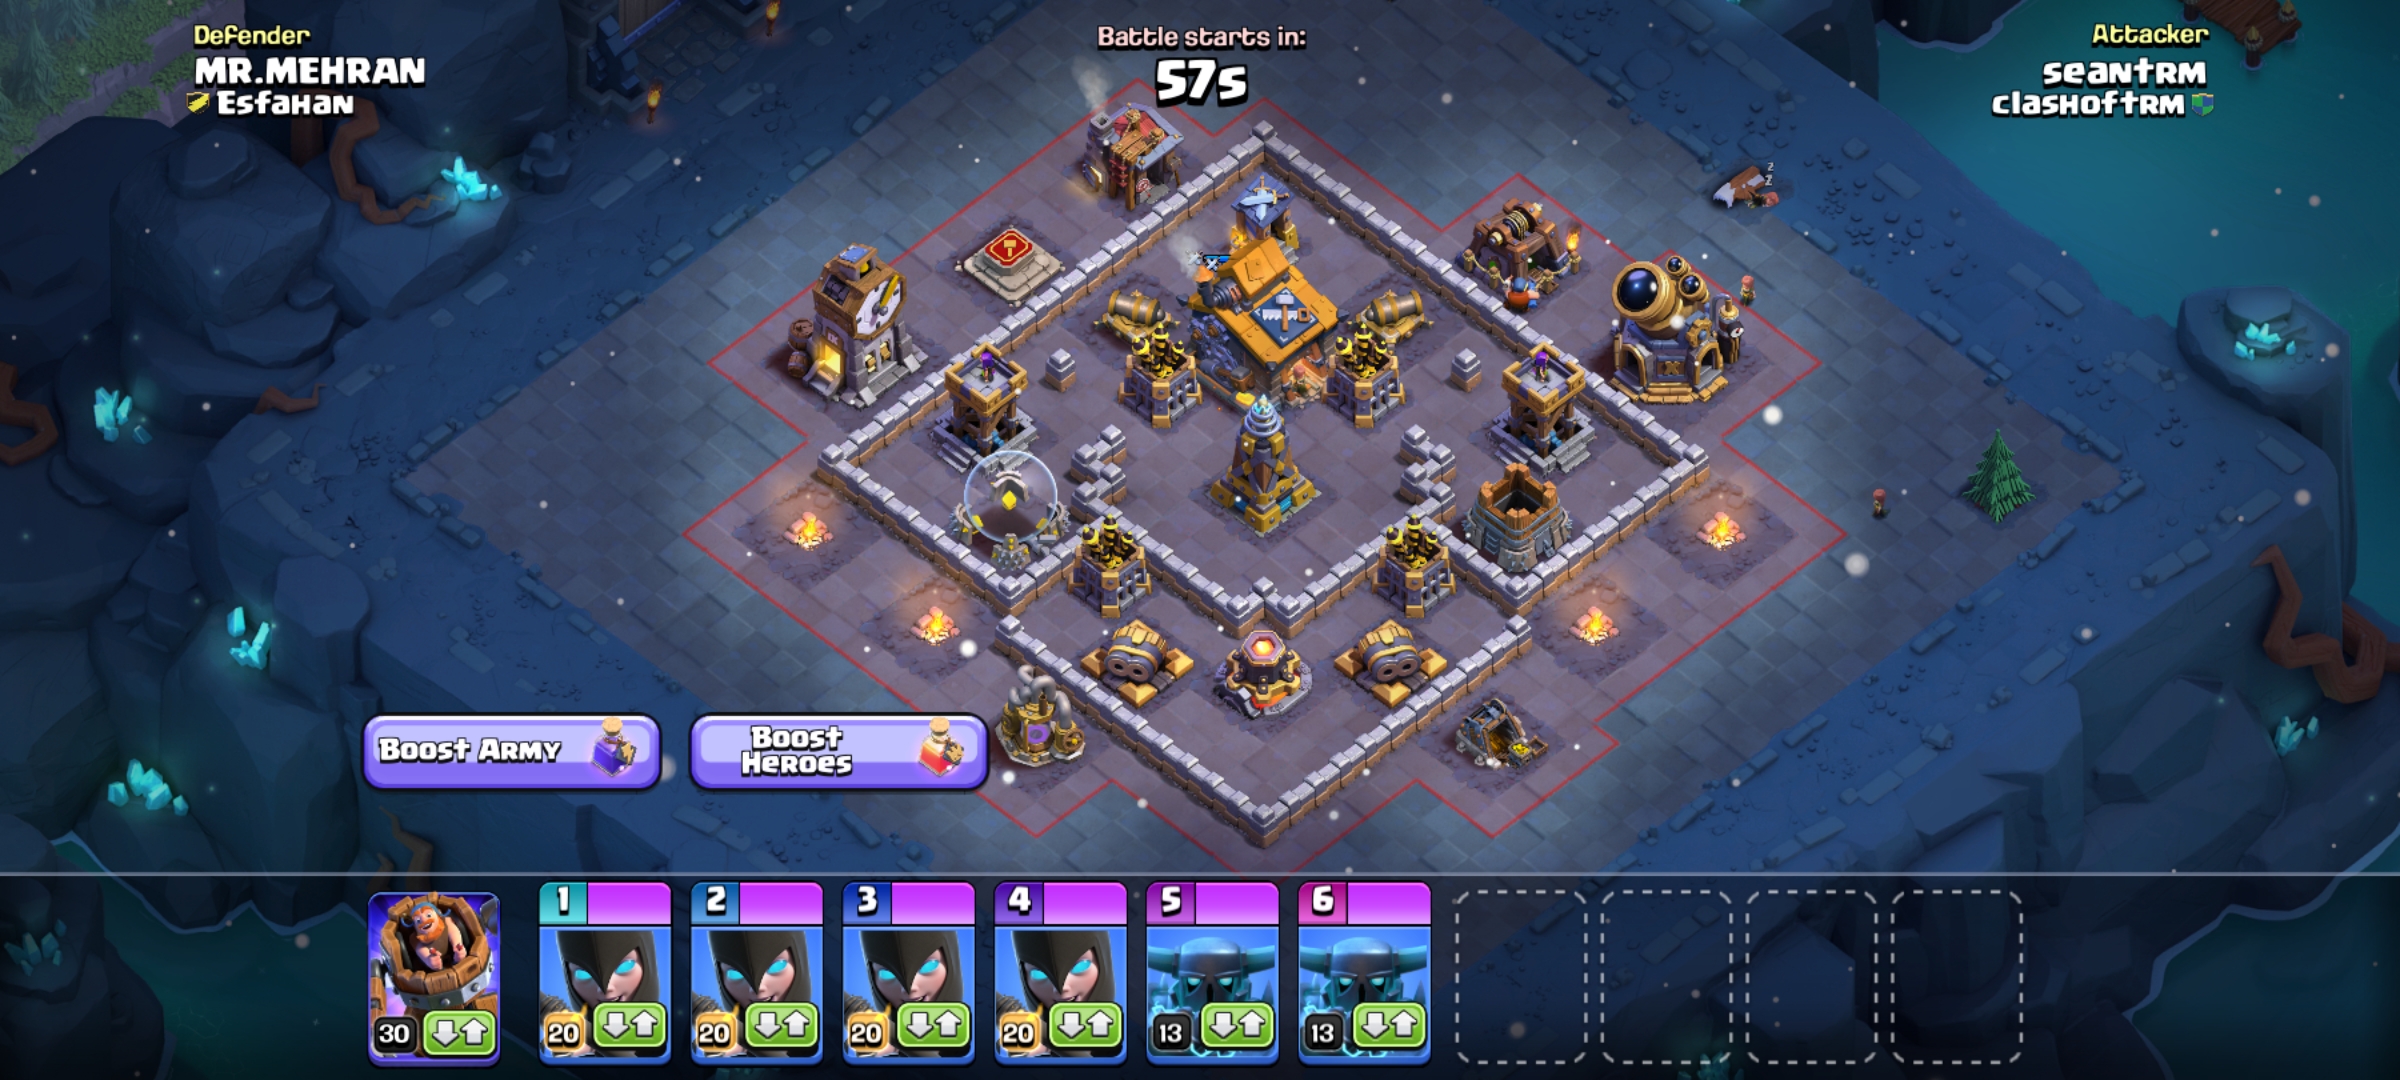 Defender
MR.MEHRAN
Esfahan
Battle starts in:
57s
Attacker
seantRM
clashoftRM
z
z
Boost Army
Boost
Heroes
30
1
20
2
20
3
20
4
20
5
13
6
13